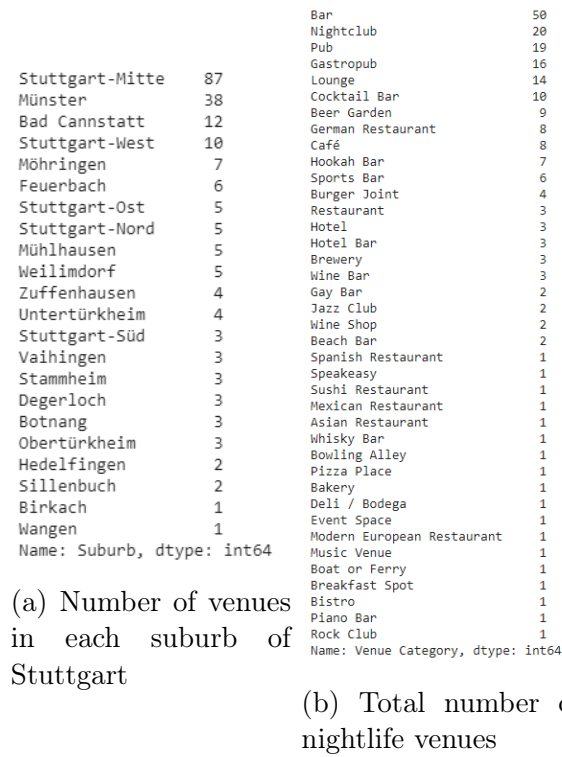 Stuttgart-Mitte 87
Münster 38
Bad Cannstatt 12
Stuttgart-West 10
Möhringen 7
Feuerbach 6
Stuttgart-Ost 5
Stuttgart-Nord 5
Mühlhausen 5
Weilimdorf 5
Zuffenhausen 4
Untertürkheim 4
Stuttgart-Süd 3
Vaihingen 3
Stammheim 3
Degerloch 3
Botnang 3
Obertürkheim 3
Hedelfingen 2
Sillenbuch 2
Birkach 1
Wangen 1
Name: Suburb, dtype: int64
(a) Number of venues
in each suburb of
Stuttgart
Bar 50
Nightclub 20
Pub 19
Gastropub 16
Lounge 14
Cocktail Bar 10
Beer Garden 9
German Restaurant 8
Café 8
Hookah Bar 7
Sports Bar 6
Burger Joint 4
Restaurant 3
Hotel 3
Hotel Bar 3
Brewery 3
Wine Bar 3
Gay Bar 2
Jazz Club 2
Wine Shop 2
Beach Bar 2
Spanish Restaurant 1
Speakeasy 1
Sushi Restaurant 1
Mexican Restaurant 1
Asian Restaurant 1
Whisky Bar 1
Bowling Alley 1
Pizza Place 1
Bakery 1
Deli / Bodega 1
Event Space 1
Modern European Restaurant 1
Music Venue 1
Boat or Ferry 1
Breakfast Spot 1
Bistro 1
Piano Bar 1
Rock Club 1
Name: Venue Category, dtype: int64
(b) Total number
nightlife venues